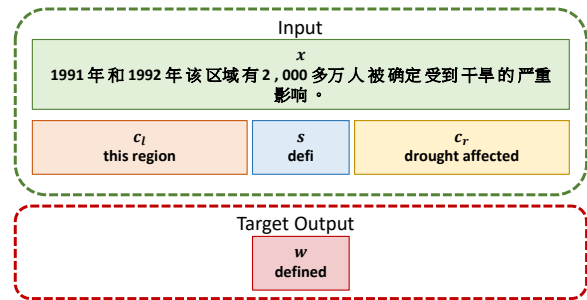 Input
x
1991 年 和 1992 年 该 区域 有 2 , 000 多万 人 被 确定 受到 干旱 的 严重
影响 。
c_l
this region
s
defi
c_r
drought affected
Target Output
w
defined